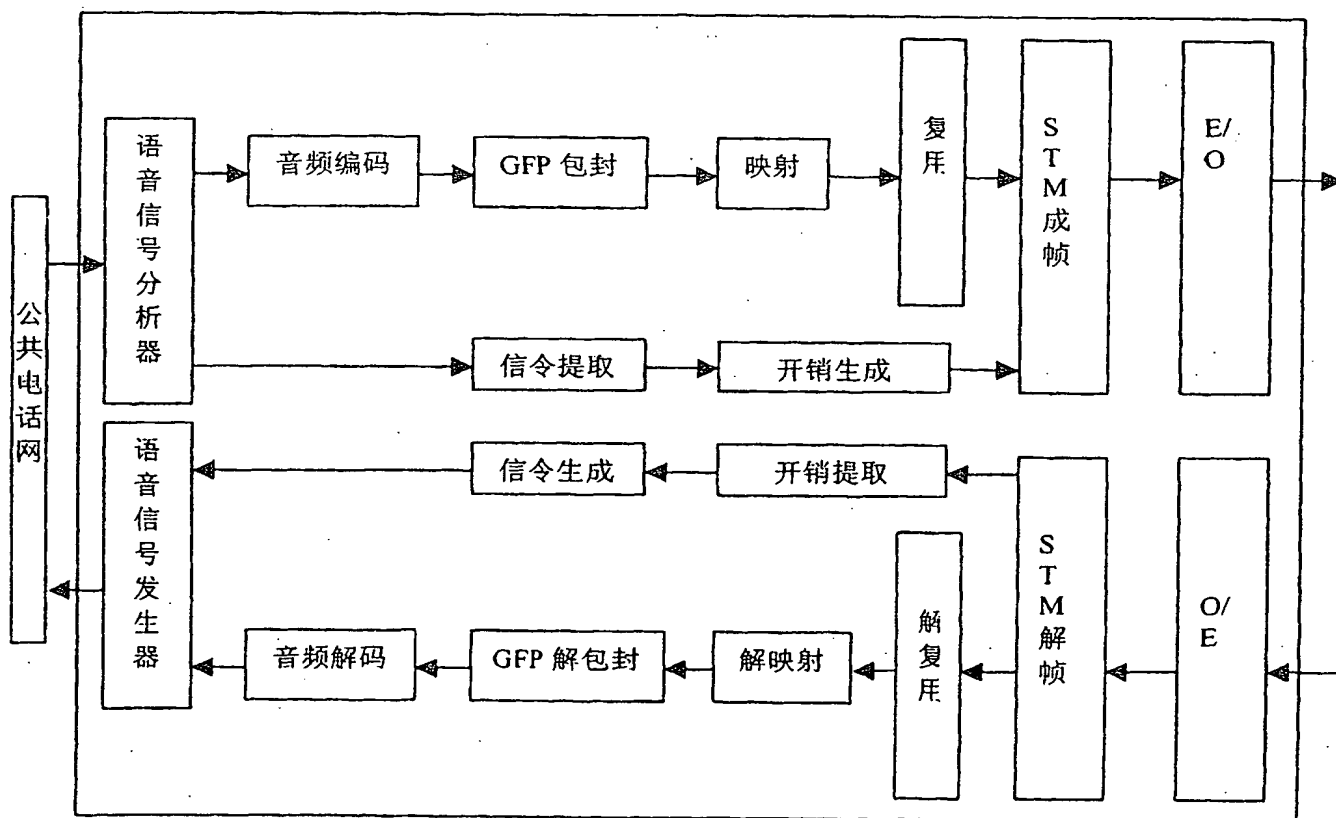 公共电话网
语音信号分析器
音频编码
GFP 包封
映射
复用
STM成帧
E/
O
信令提取
开销生成
语音信号发生器
信令生成
开销提取
音频解码
GFP 解包封
解映射
解复用
STM解帧
O/
E